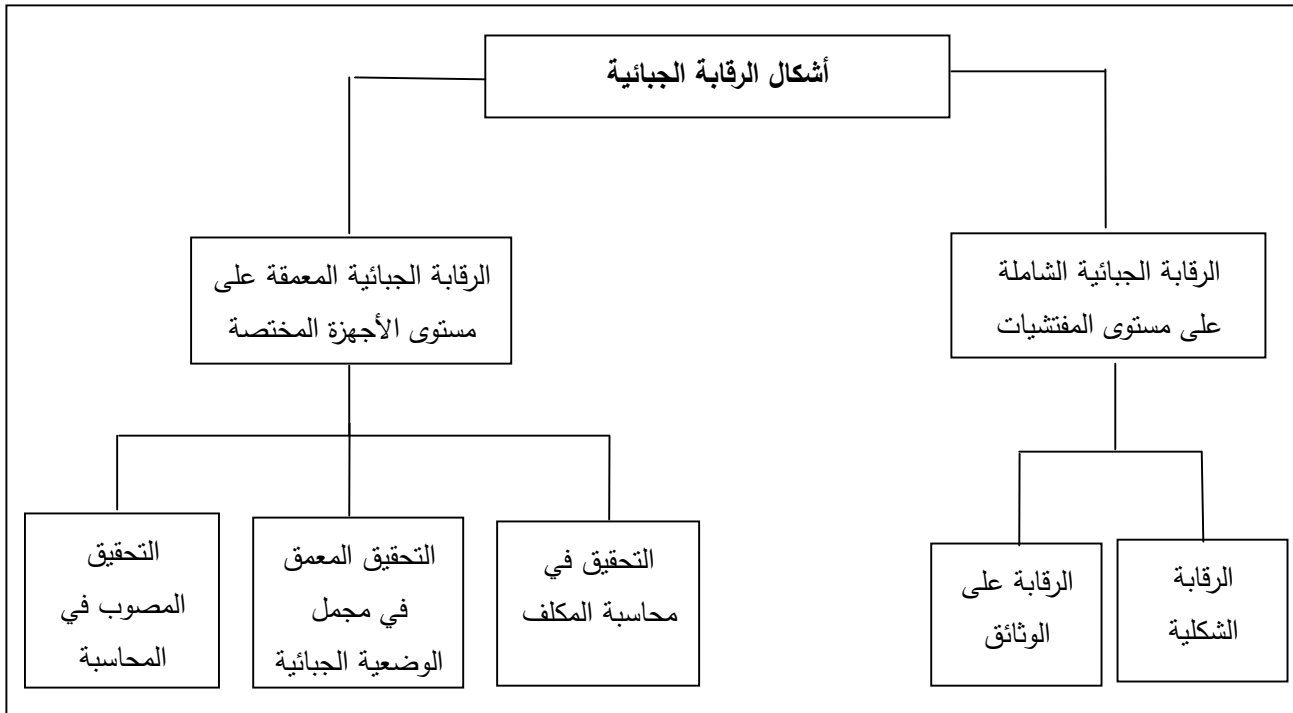 أشكال الرقابة الجبائية
الرقابة الجبائية الشاملة
على مستوى المفتشيات
الرقابة الجبائية المعمقة على
مستوى الأجهزة المختصة
الرقابة
الشكلية
الرقابة على
الوثائق
التحقيق في
محاسبة المكلف
التحقيق المعمق
في مجمل
الوضعية الجبائية
التحقيق
المصوب في
المحاسبة